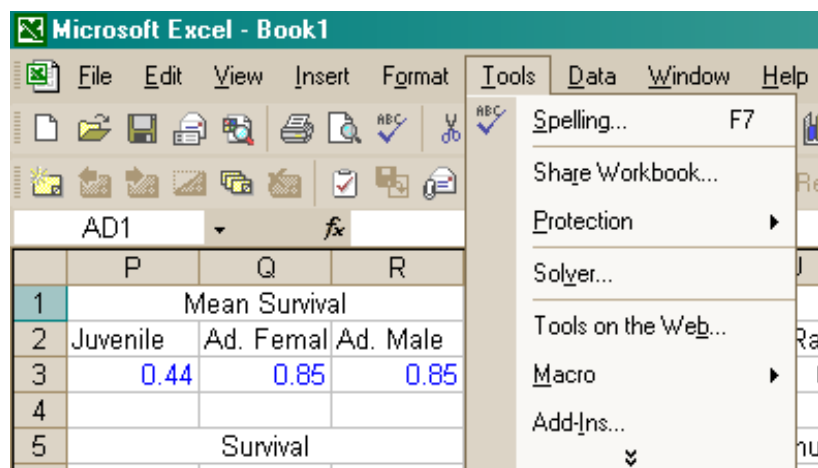 Microsoft Excel - Book1
File Edit View Insert Format Tools Data Window Help
ABC ABC Spelling... F7
Share Workbook...
Protection
AD1 fx
Solver...
P Q R
1 Mean Survival
Tools on the Web...
2 Juvenile Ad. Femal Ad. Male
3 0.44 0.85 0.85
Macro
4
Add-Ins...
5 Survival